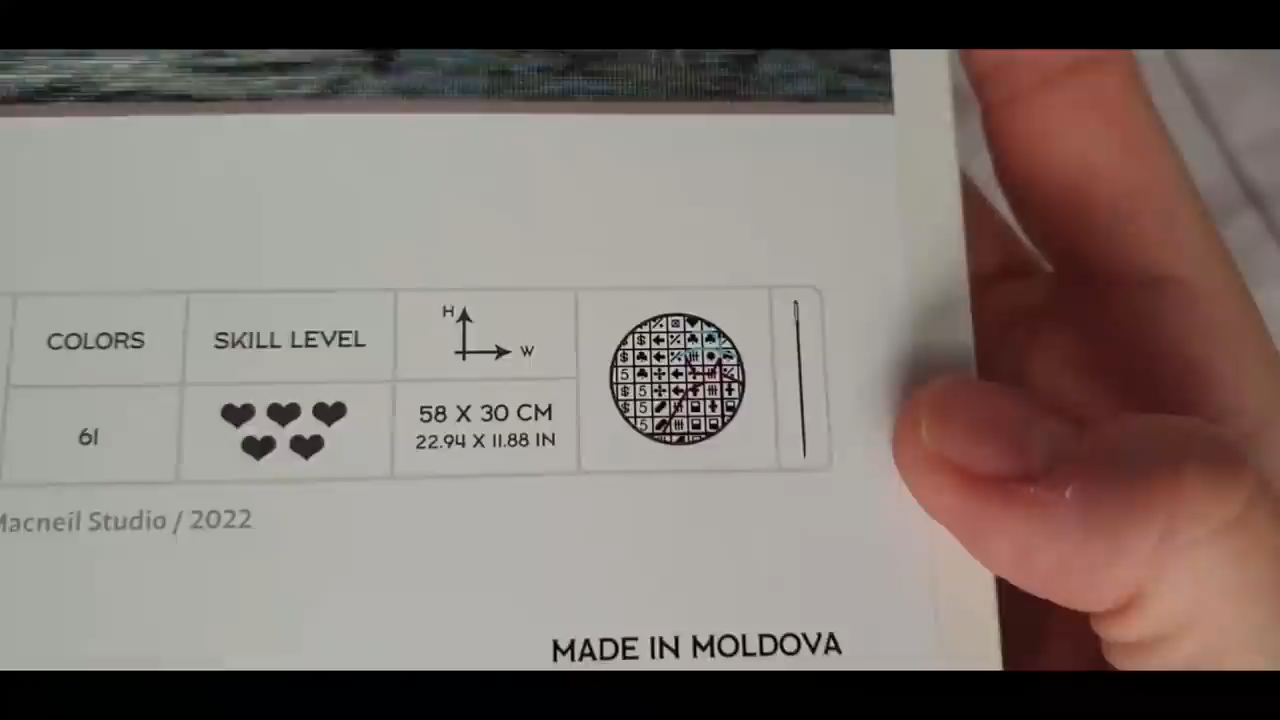 COLORS
SKILL LEVEL
H
W
61
58 X 30 CM
22.94 X 11.88 IN
Macneil Studio / 2022
MADE IN MOLDOVA